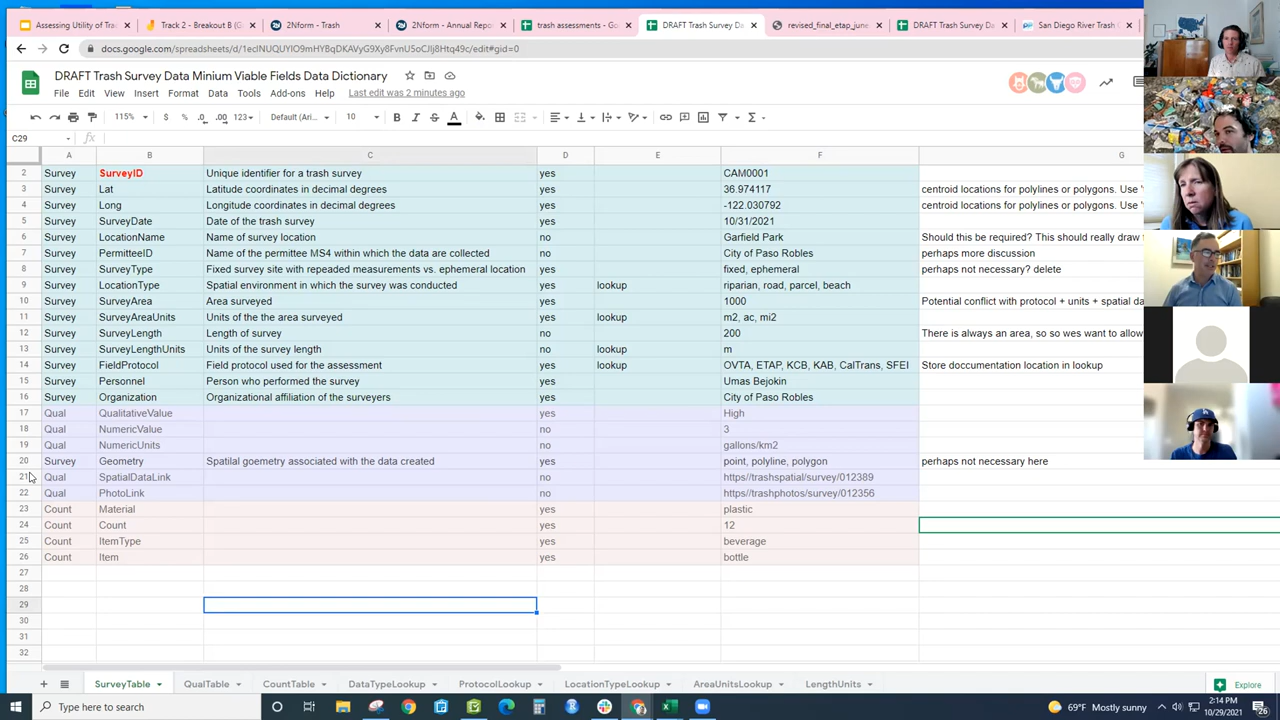 Assessing Utility of Trac
Track 2 - Breakout B (G
2Nform - Trash
2Nform - Annual Repo
trash assessments - Go
DRAFT Trash Survey Da
revised_final_etap_june
DRAFT Trash Survey Da
San Diego River Trash
docs.google.com/spreadsheets/d/1eclNUQUYlO9mHYBqDKAVyG9Xy8FvnU5oCJlj8Htq49c/edit#gid=0
DRAFT Trash Survey Data Minium Viable Fields Data Dictionary
File Edit View Insert Format Data Tools Add-ons Help Last edit was 2 minutes ago
115% $ % .0 .00 123 Default (Ari... 10 B I S A
C29 fx
A B C D E F G
2 Survey SurveyID Unique identifier for a trash survey yes CAM0001
3 Survey Lat Latitude coordinates in decimal degrees yes 36.974117 centroid locations for polylines or polygons. Use '
4 Survey Long Longitude coordinates in decimal degrees yes -122.030792 centroid locations for polylines or polygons. Use '
5 Survey SurveyDate Date of the trash survey yes 10/31/2021
6 Survey LocationName Name of survey location no Garfield Park Should this be required? This should really draw f
7 Survey PermitteeID Name of the permittee MS4 within which the data are collected no City of Paso Robles perhaps more discussion
8 Survey SurveyType Fixed survey site with repeaded measurements vs. ephemeral location yes fixed, ephemeral perhaps not necessary? delete
9 Survey LocationType Spatial environment in which the survey was conducted yes lookup riparian, road, parcel, beach
10 Survey SurveyArea Area surveyed yes 1000 Potential conflict with protocol + units + spatial da
11 Survey SurveyAreaUnits Units of the the area surveyed yes lookup m2, ac, mi2
12 Survey SurveyLength Length of survey no 200 There is always an area, so so wes want to allow
13 Survey SurveyLengthUnits Units of the survey length no lookup m
14 Survey FieldProtocol Field protocol used for the assessment yes lookup OVTA, ETAP, KCB, KAB, CalTrans, SFEI Store doccumentation location in lookup
15 Survey Personnel Person who performed the survey yes Umas Bejokin
16 Survey Organization Organizational affiliation of the surveyers yes City of Paso Robles
17 Qual QualitativeValue yes High
18 Qual NumericValue no 3
19 Qual NumericUnits no gallons/km2
20 Survey Geometry Spatilal goemetry associated with the data created yes point, polyline, polygon perhaps not necessary here
21 Qual SpatialDataLink no https//trashspatial/survey/012389
22 Qual PhotoLink no https//trashphotos/survey/012356
23 Count Material yes plastic
24 Count Count yes 12
25 Count ItemType yes beverage
26 Count Item yes bottle
27
28
29
30
31
32
SurveyTable QualTable CountTable DataTypeLookup ProtocolLookup LocationTypeLookup AreaUnitsLookup LengthUnits Explore
Type here to search
69°F Mostly sunny
2:14 PM
10/29/2021
26